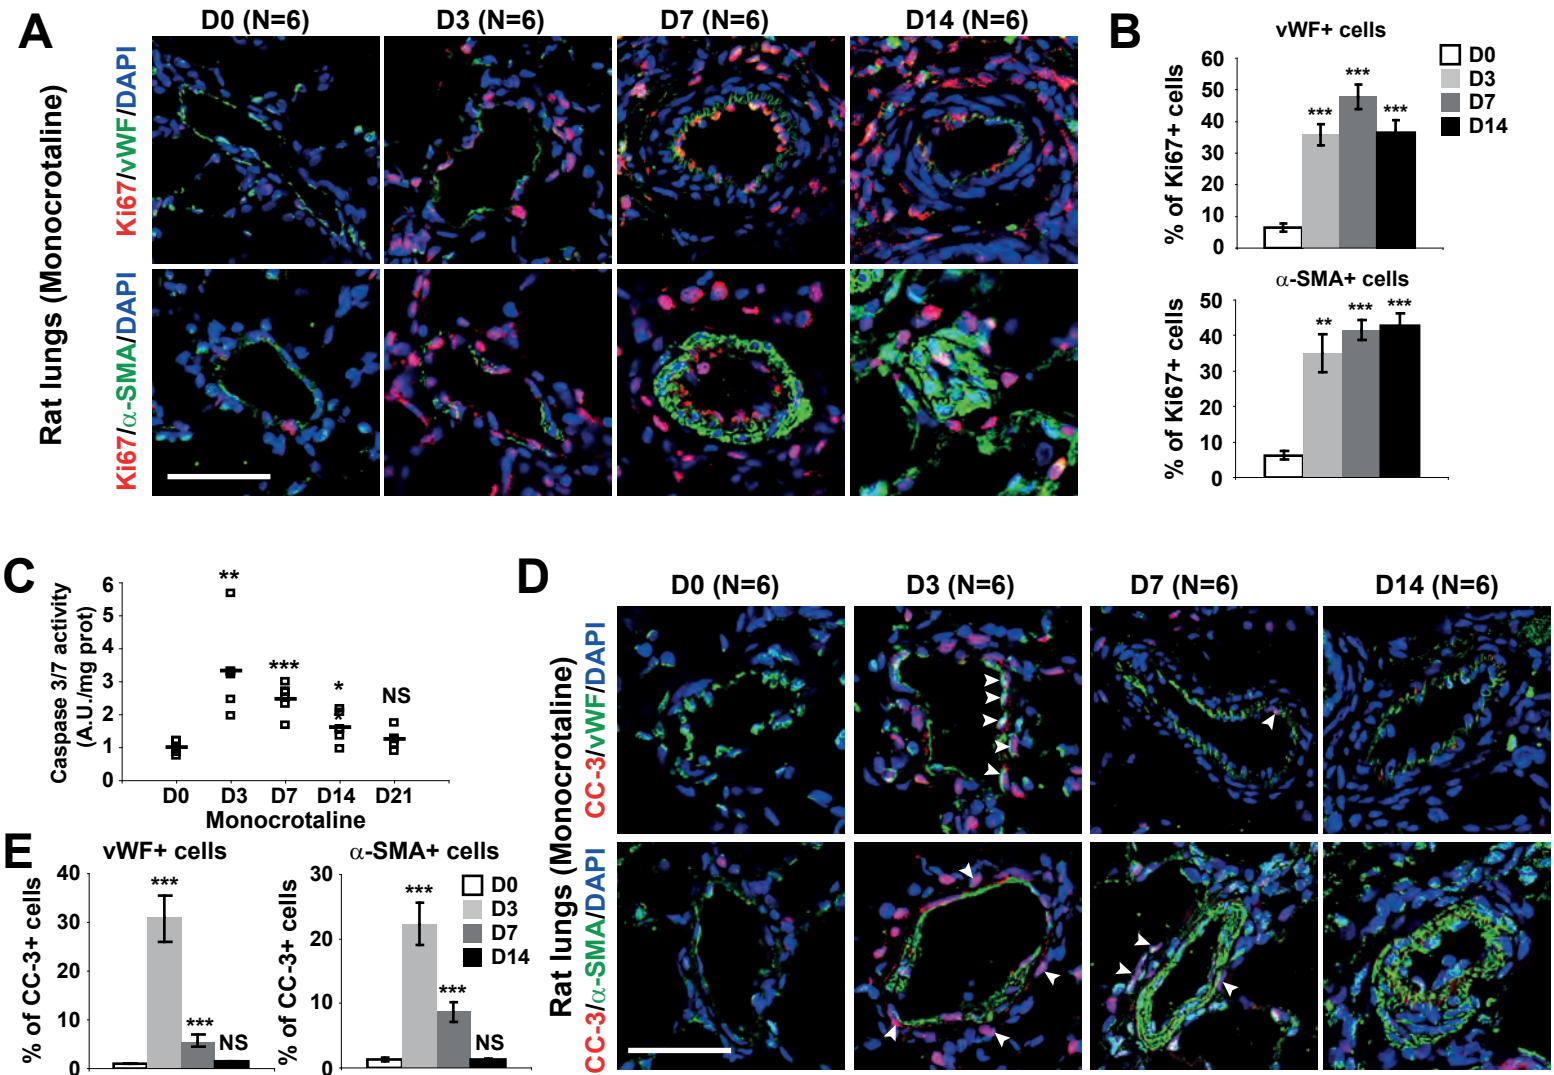 A
D0 (N=6)
D3 (N=6)
D7 (N=6)
D14 (N=6)
Rat lungs (Monocrotaline)
Ki67/vWF/DAPI
Ki67/α-SMA/DAPI
B
vWF+ cells
% of Ki67+ cells
60
50
40
30
20
10
0
***
***
***
D0
D3
D7
D14
α-SMA+ cells
% of Ki67+ cells
50
40
30
20
10
0
**
***
***
C
Caspase 3/7 activity
(A.U./mg prot)
6
5
4
3
2
1
0
**
***
*
*
NS
D0
D3
D7
D14
D21
Monocrotaline
D
D0 (N=6)
D3 (N=6)
D7 (N=6)
D14 (N=6)
Rat lungs (Monocrotaline)
CC-3/vWF/DAPI
CC-3/α-SMA/DAPI
E
vWF+ cells
% of CC-3+ cells
40
30
20
10
0
***
***
NS
α-SMA+ cells
% of CC-3+ cells
30
20
10
0
***
***
NS
D0
D3
D7
D14